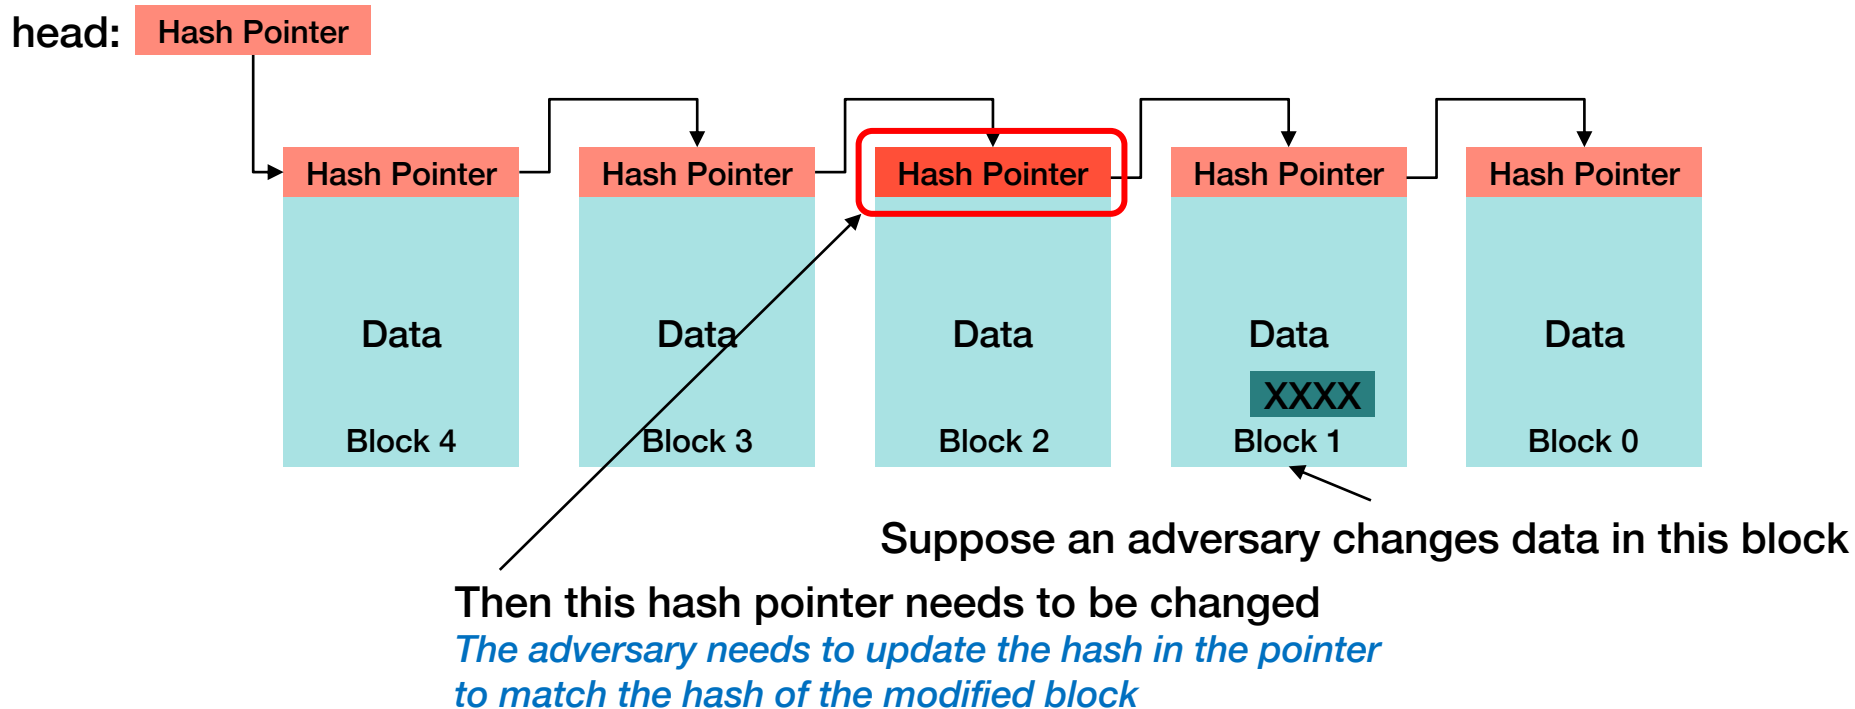 head: Hash Pointer
Hash Pointer Hash Pointer Hash Pointer Hash Pointer Hash Pointer
Data Data Data Data Data
XXXX
Block 4 Block 3 Block 2 Block 1 Block 0
Suppose an adversary changes data in this block
Then this hash pointer needs to be changed
The adversary needs to update the hash in the pointer
to match the hash of the modified block